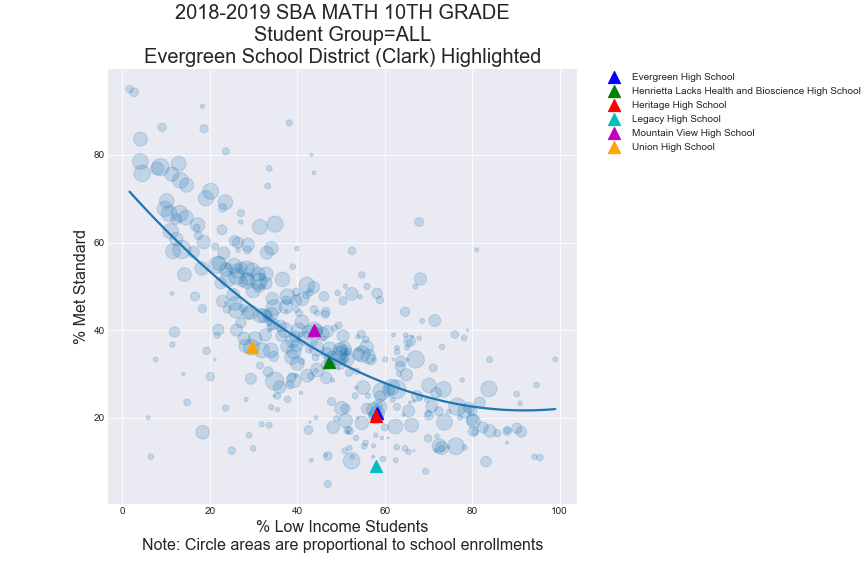 2018-2019 SBA MATH 10TH GRADE
Student Group=ALL
Evergreen School District (Clark) Highlighted
Evergreen High School
Henrietta Lacks Health and Bioscience High School
Heritage High School
Legacy High School
Mountain View High School
Union High School
% Met Standard
80
60
40
20
0 20 40 60 80 100
% Low Income Students
Note: Circle areas are proportional to school enrollments